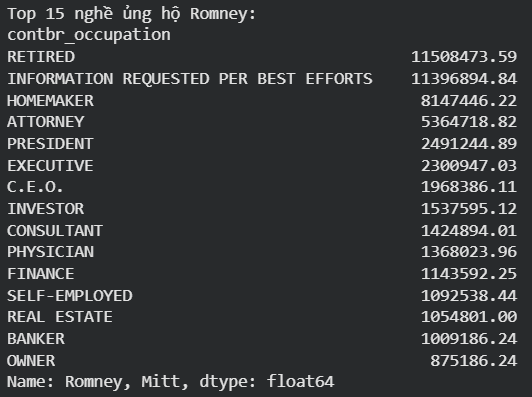 Top 15 nghề ủng hộ Romney:
contbr_occupation
RETIRED 11508473.59
INFORMATION REQUESTED PER BEST EFFORTS 11396894.84
HOMEMAKER 8147446.22
ATTORNEY 5364718.82
PRESIDENT 2491244.89
EXECUTIVE 2300947.03
C.E.O. 1968386.11
INVESTOR 1537595.12
CONSULTANT 1424894.01
PHYSICIAN 1368023.96
FINANCE 1143592.25
SELF-EMPLOYED 1092538.44
REAL ESTATE 1054801.00
BANKER 1009186.24
OWNER 875186.24
Name: Romney, Mitt, dtype: float64